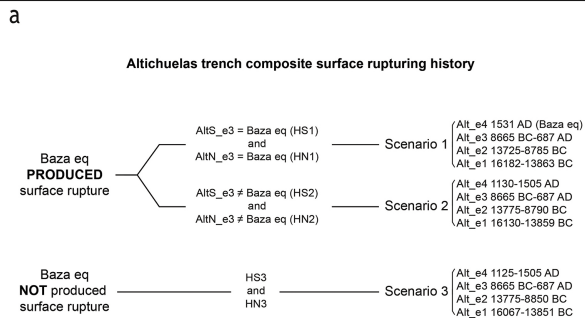 a
Altichuelas trench composite surface rupturing history
Baza eq
PRODUCED
surface rupture
AltS_e3 = Baza eq (HS1)
and
AltN_e3 = Baza eq (HN1)
Scenario 1
Alt_e4 1531 AD (Baza eq)
Alt_e3 8665 BC-687 AD
Alt_e2 13725-8785 BC
Alt_e1 16182-13863 BC
AltS_e3 ≠ Baza eq (HS2)
and
AltN_e3 ≠ Baza eq (HN2)
Scenario 2
Alt_e4 1130-1505 AD
Alt_e3 8665 BC-687 AD
Alt_e2 13775-8790 BC
Alt_e1 16130-13859 BC
Baza eq
NOT produced
surface rupture
HS3
and
HN3
Scenario 3
Alt_e4 1125-1505 AD
Alt_e3 8665 BC-687 AD
Alt_e2 13775-8850 BC
Alt_e1 16067-13851 BC